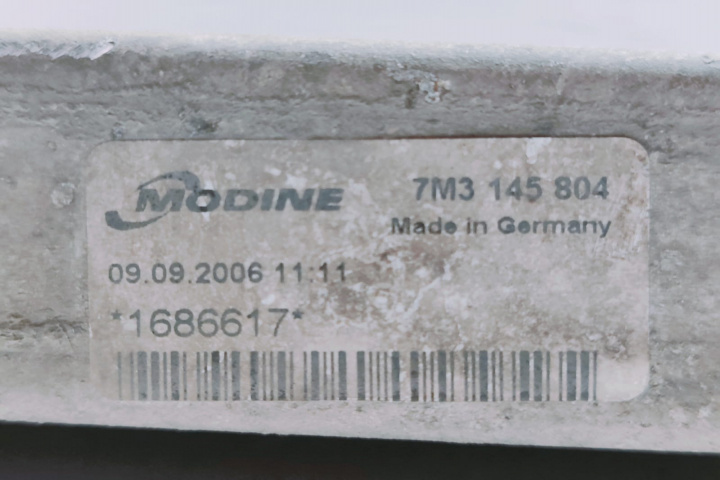 MODINE
7M3 145 804
Made in Germany
09.09.2006 11:11
*1686617*